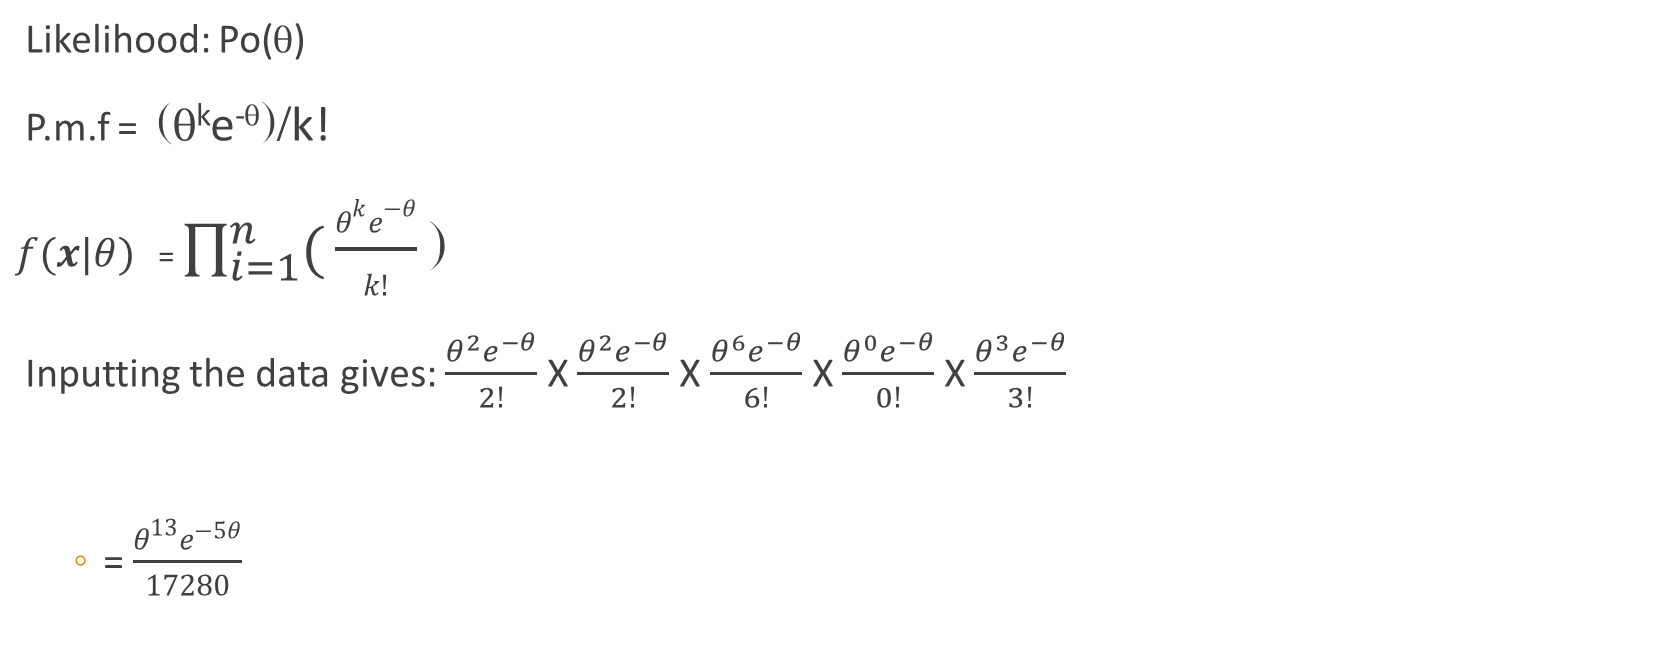 Likelihood: Po(θ)
P.m.f = (θᵏe⁻ᶿ)/k!
f(x|θ) = ∏ⁿᵢ₌₁(θᵏe⁻ᶿ/k!)
Inputting the data gives: θ²e⁻ᶿ/2! X θ²e⁻ᶿ/2! X θ⁶e⁻ᶿ/6! X θ⁰e⁻ᶿ/0! X θ³e⁻ᶿ/3!
= θ¹³e⁻⁵ᶿ/17280